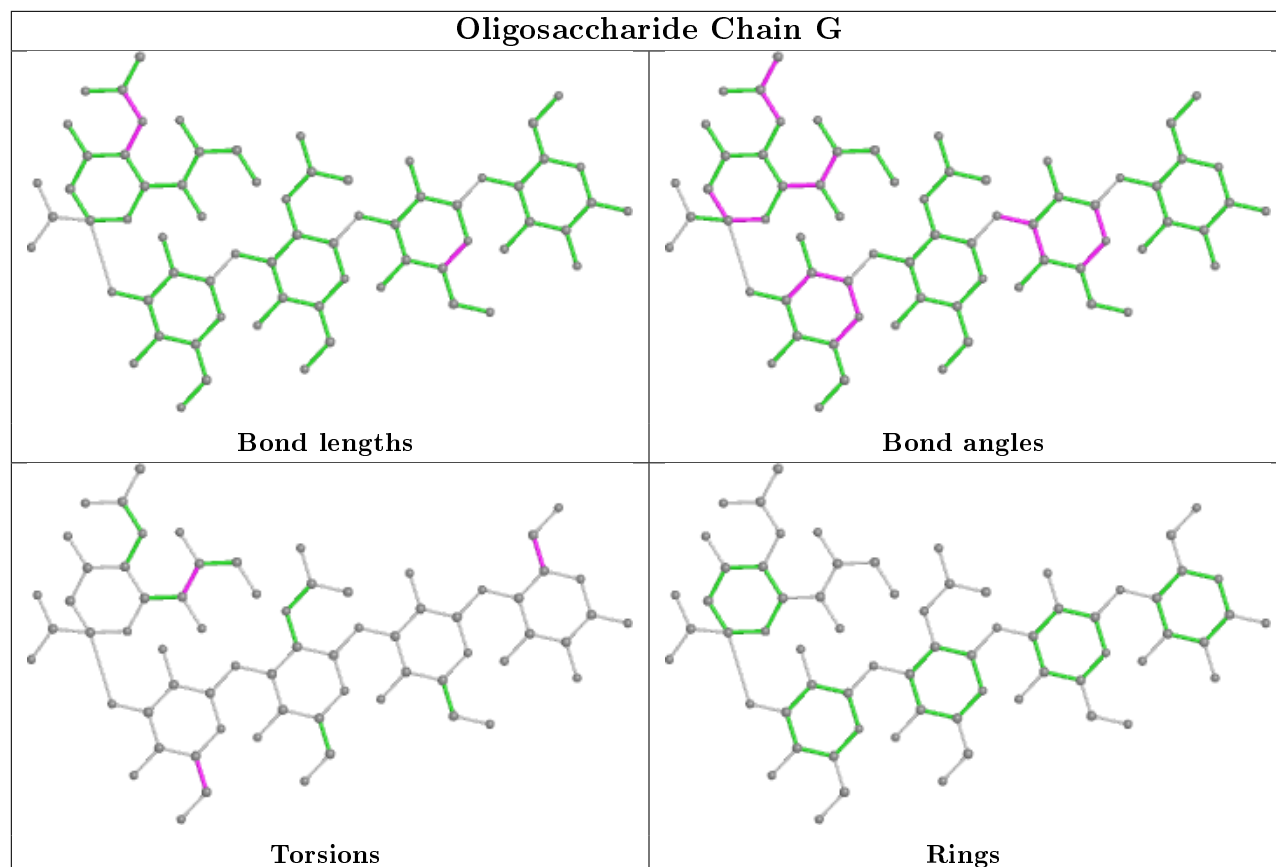 Oligosaccharide Chain G
Bond lengths
Bond angles
Torsions
Rings